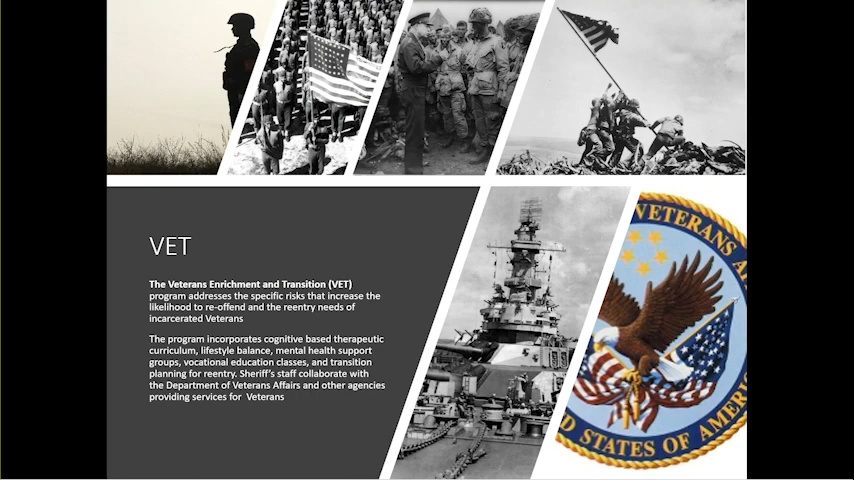 VET
The Veterans Enrichment and Transition (VET)
program addresses the specific risks that increase the
likelihood to re-offend and the reentry needs of
incarcerated Veterans
The program incorporates cognitive based therapeutic
curriculum, lifestyle balance, mental health support
groups, vocational education classes, and transition
planning for reentry. Sheriff's staff collaborate with
the Department of Veterans Affairs and other agencies
providing services for Veterans
VETERANS A
D STATES OF AMERIC